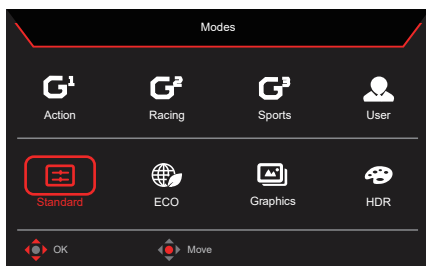 Modes
G1 G2 G3
Action Racing Sports User
Standard ECO Graphics HDR
OK Move